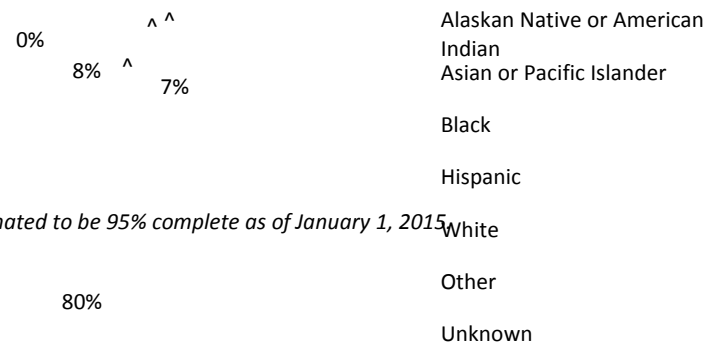 ^ ^
0%
8% ^
7%
Alaskan Native or American
Indian
Asian or Pacific Islander
Black
Hispanic
nated to be 95% complete as of January 1, 2015.
White
Other
80%
Unknown